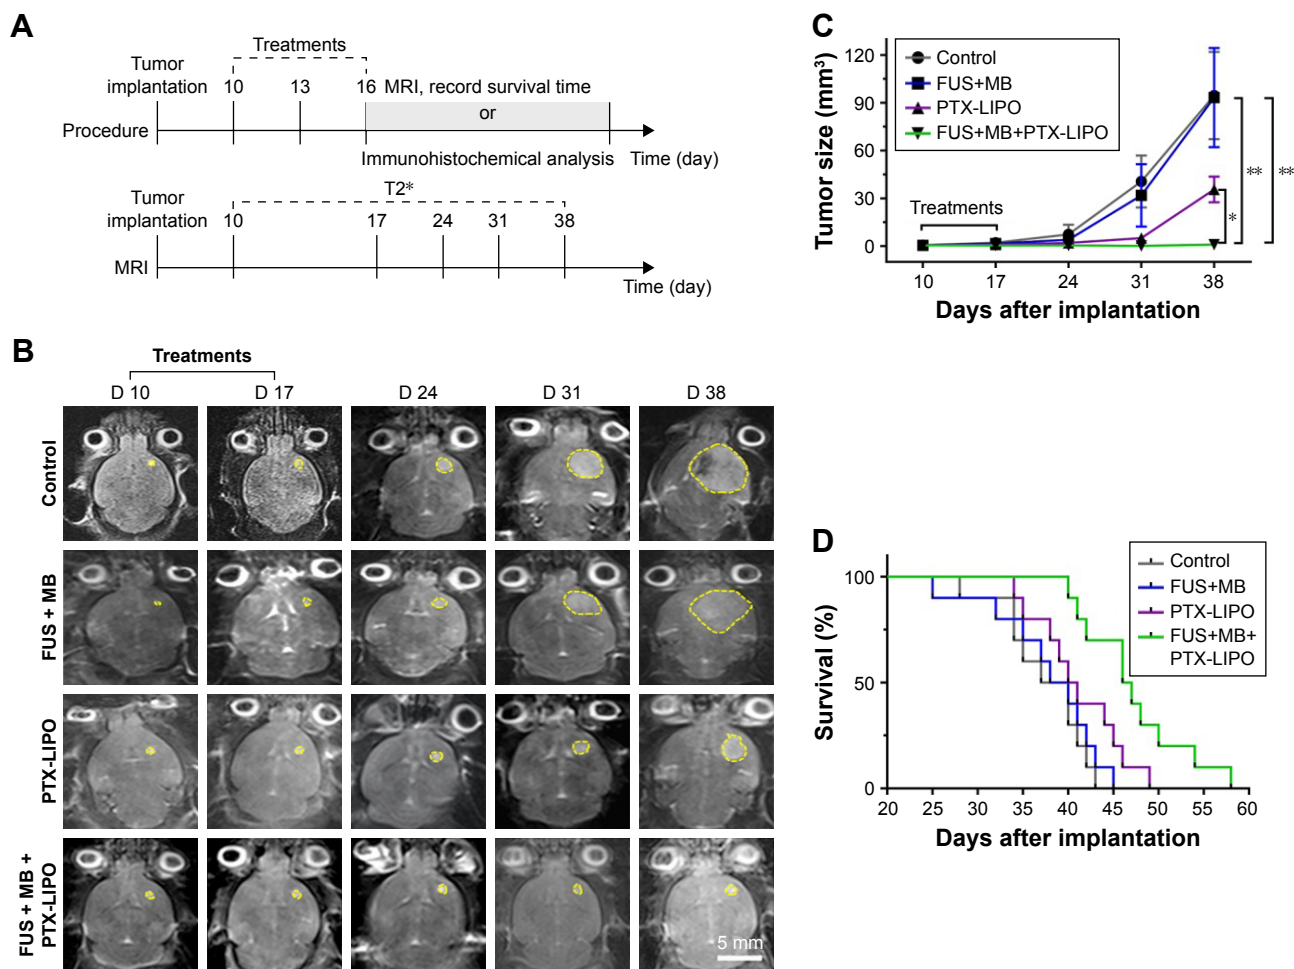 A
Treatments
Tumor
implantation 10 13 16 MRI, record survival time
or
Procedure
Immunohistochemical analysis Time (day)
T2*
Tumor
implantation 10 17 24 31 38
MRI
Time (day)
B
Treatments
D 10 D 17 D 24 D 31 D 38
Control
FUS + MB
PTX-LIPO
FUS + MB +
PTX-LIPO
5 mm
C
Control
FUS+MB
PTX-LIPO
FUS+MB+PTX-LIPO
Tumor size (mm³)
120
90
60
30
0
Treatments
*
**
**
10 17 24 31 38
Days after implantation
D
Control
FUS+MB
PTX-LIPO
FUS+MB+
PTX-LIPO
Survival (%)
100
50
0
20 25 30 35 40 45 50 55 60
Days after implantation